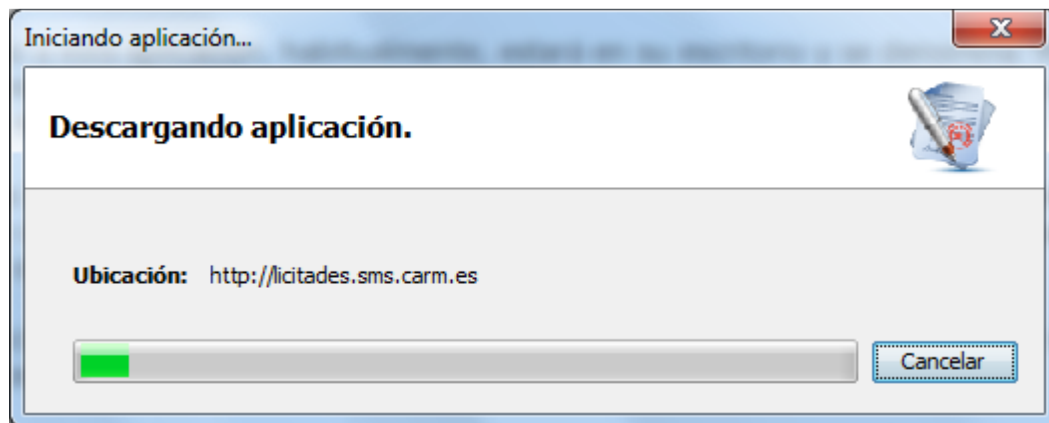 Iniciando aplicación...
Descargando aplicación.
Ubicación: http://licitades.sms.carm.es
Cancelar